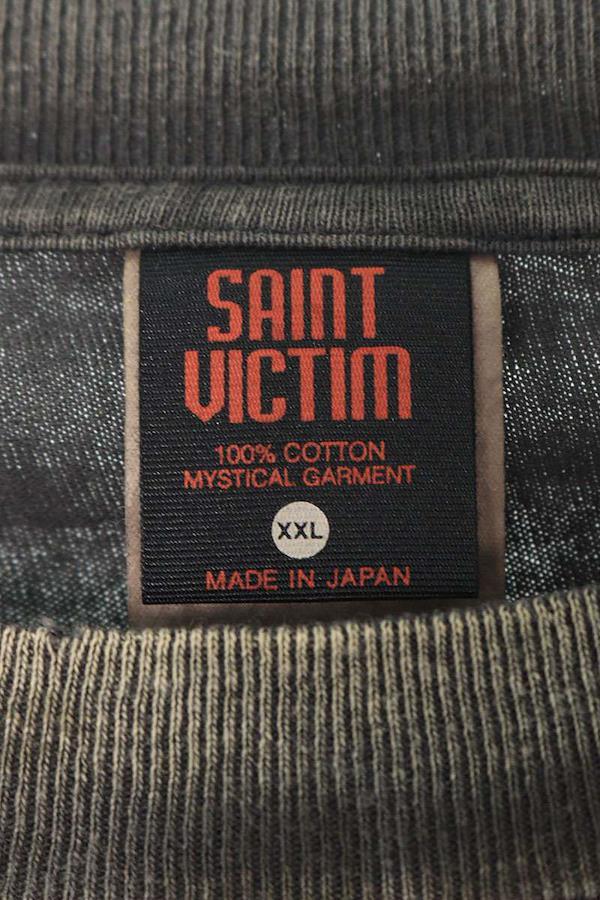 SAINT
VICTIM
100% COTTON
MYSTICAL GARMENT
XXL
MADE IN JAPAN